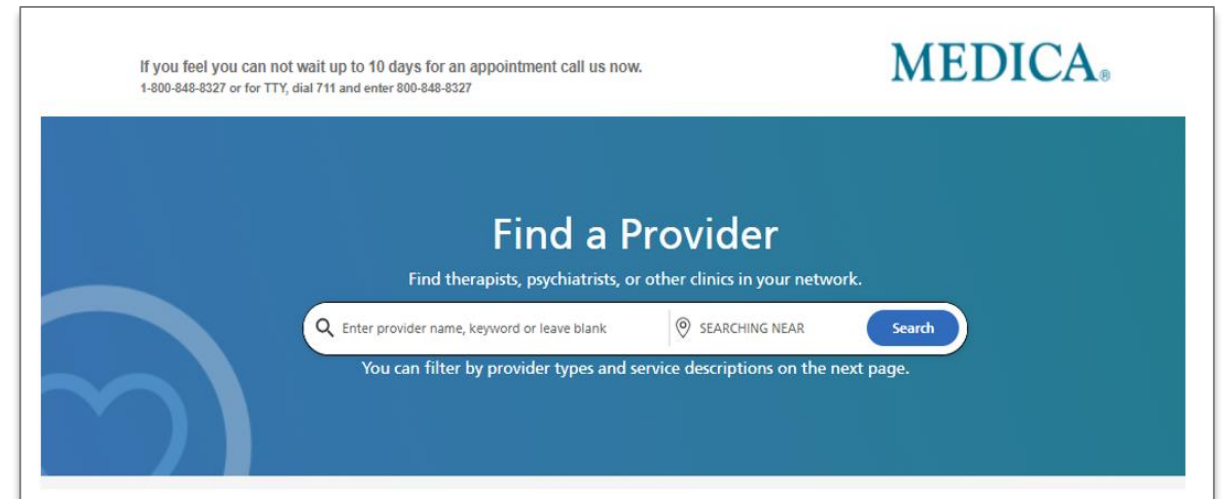 If you feel you can not wait up to 10 days for an appointment call us now.
1-800-848-8327 or for TTY, dial 711 and enter 800-848-8327
MEDICA®
Find a Provider
Find therapists, psychiatrists, or other clinics in your network.
Enter provider name, keyword or leave blank SEARCHING NEAR Search
You can filter by provider types and service descriptions on the next page.